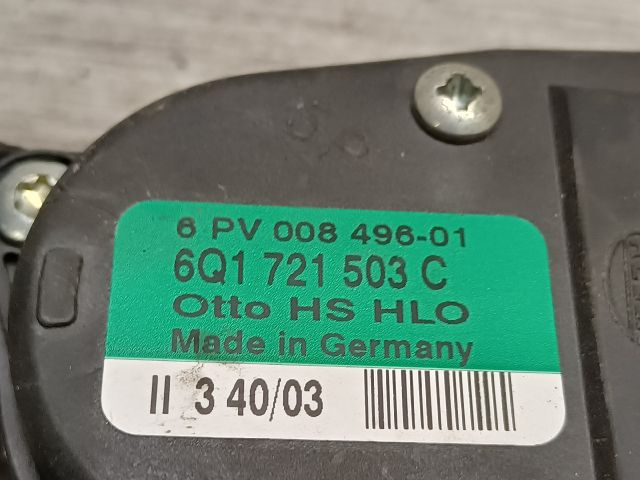 6 PV 008 496-01
6Q1 721 503 C
Otto HS HLO
Made in Germany
II 3 40/03